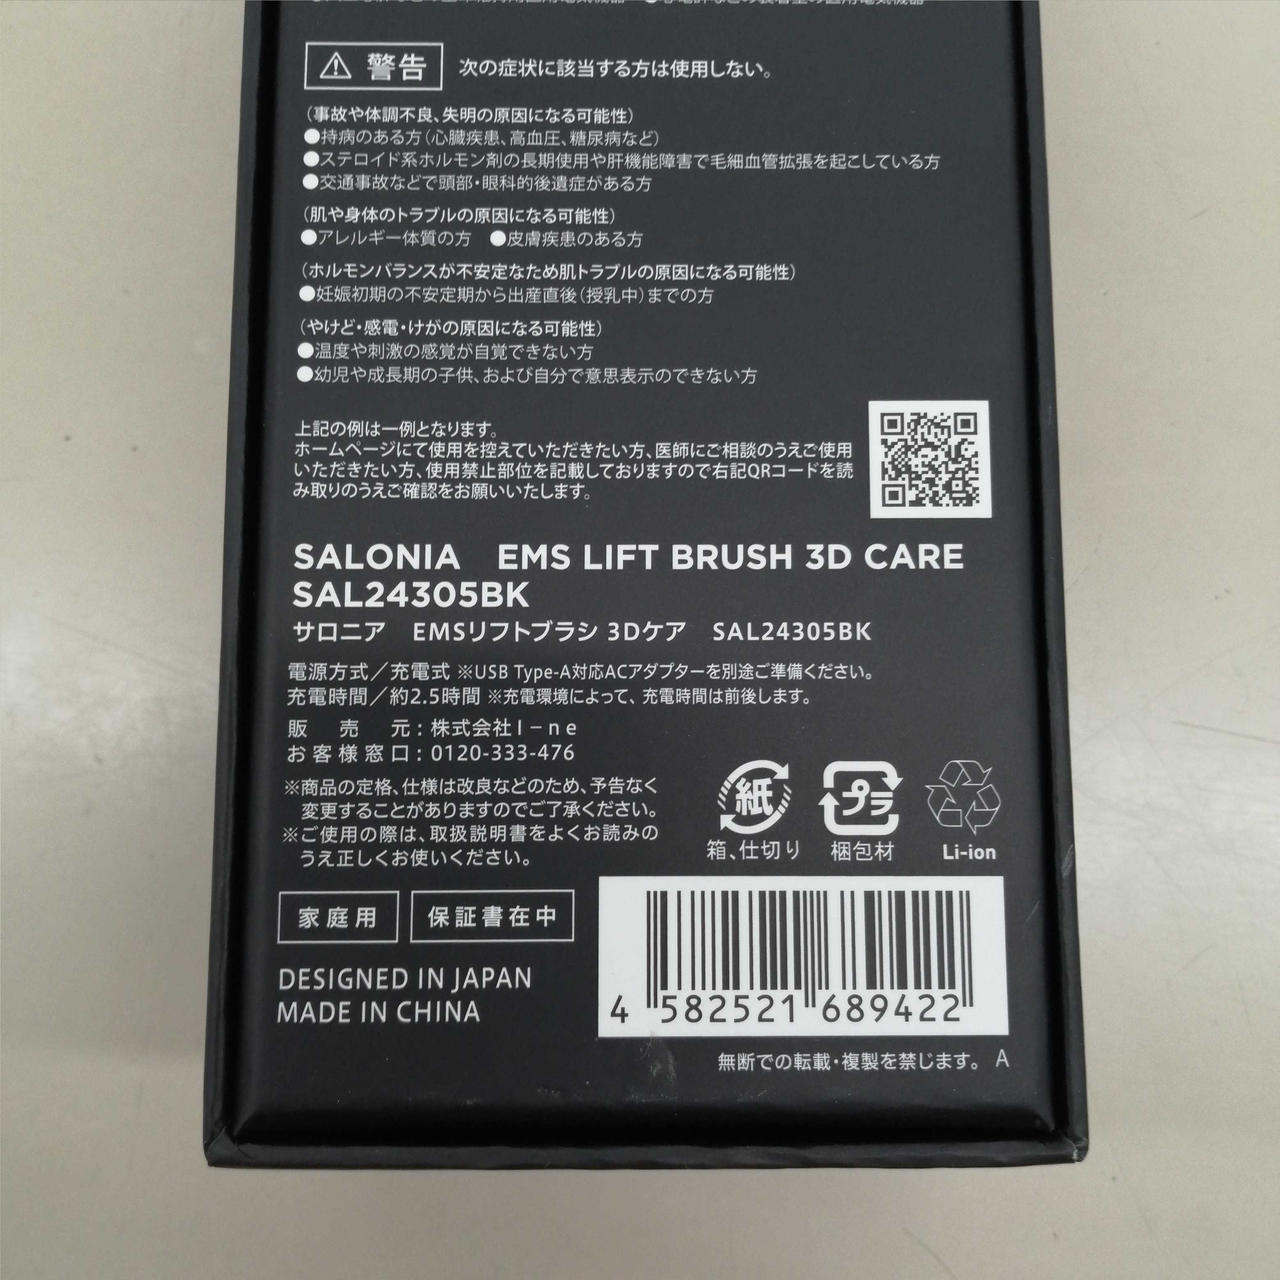 警告 次の症状に該当する方は使用しない。
(事故や体調不良、失明の原因になる可能性)
●持病のある方(心臓疾患、高血圧、糖尿病など)
●ステロイド系ホルモン剤の長期使用や肝機能障害で毛細血管拡張を起こしている方
●交通事故などで頭部・眼科的後遺症がある方
(肌や身体のトラブルの原因になる可能性)
●アレルギー体質の方 ●皮膚疾患のある方
(ホルモンバランスが不安定なため肌トラブルの原因になる可能性)
●妊娠初期の不安定期から出産直後(授乳中)までの方
(やけど・感電・けがの原因になる可能性)
●温度や刺激の感覚が自覚できない方
●幼児や成長期の子供、および自分で意思表示のできない方
上記の例は一例となります。
ホームページにて使用を控えていただきたい方、医師にご相談のうえご使用
いただきたい方、使用禁止部位を記載しておりますので右記QRコードを読
み取りのうえご確認をお願いいたします。
SALONIA EMS LIFT BRUSH 3D CARE
SAL24305BK
サロニア EMSリフトブラシ 3Dケア SAL24305BK
電源方式/充電式 ※USB Type-A対応ACアダプターを別途ご準備ください。
充電時間/約2.5時間 ※充電環境によって、充電時間は前後します。
販売元:株式会社I-ne
お客様窓口:0120-333-476
※商品の定格、仕様は改良などのため、予告なく
変更することがありますのでご了承ください。
※ご使用の際は、取扱説明書をよくお読みの
うえ正しくお使いください。
紙 プラ
箱、仕切り 梱包材 Li-ion
家庭用 保証書在中
DESIGNED IN JAPAN
MADE IN CHINA
4 582521 689422
無断での転載・複製を禁じます。 A